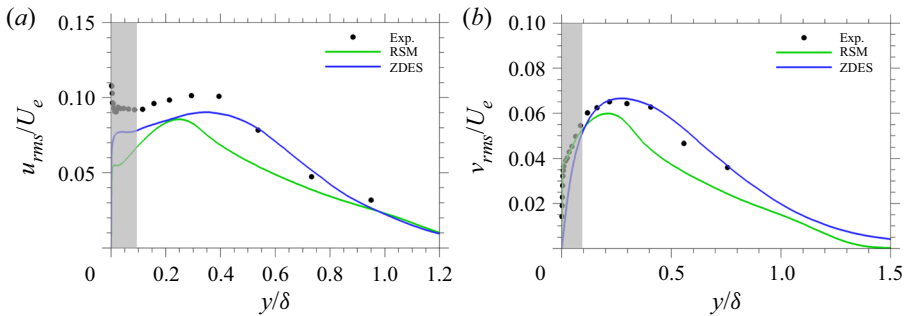 (a)
0.15
0.10
0.05
0
0.2
0.4
0.6
0.8
1.0
1.2
u_rms/U_e
y/δ
Exp.
RSM
ZDES
(b)
0.10
0.08
0.06
0.04
0.02
0
0.5
1.0
1.5
v_rms/U_e
y/δ
Exp.
RSM
ZDES